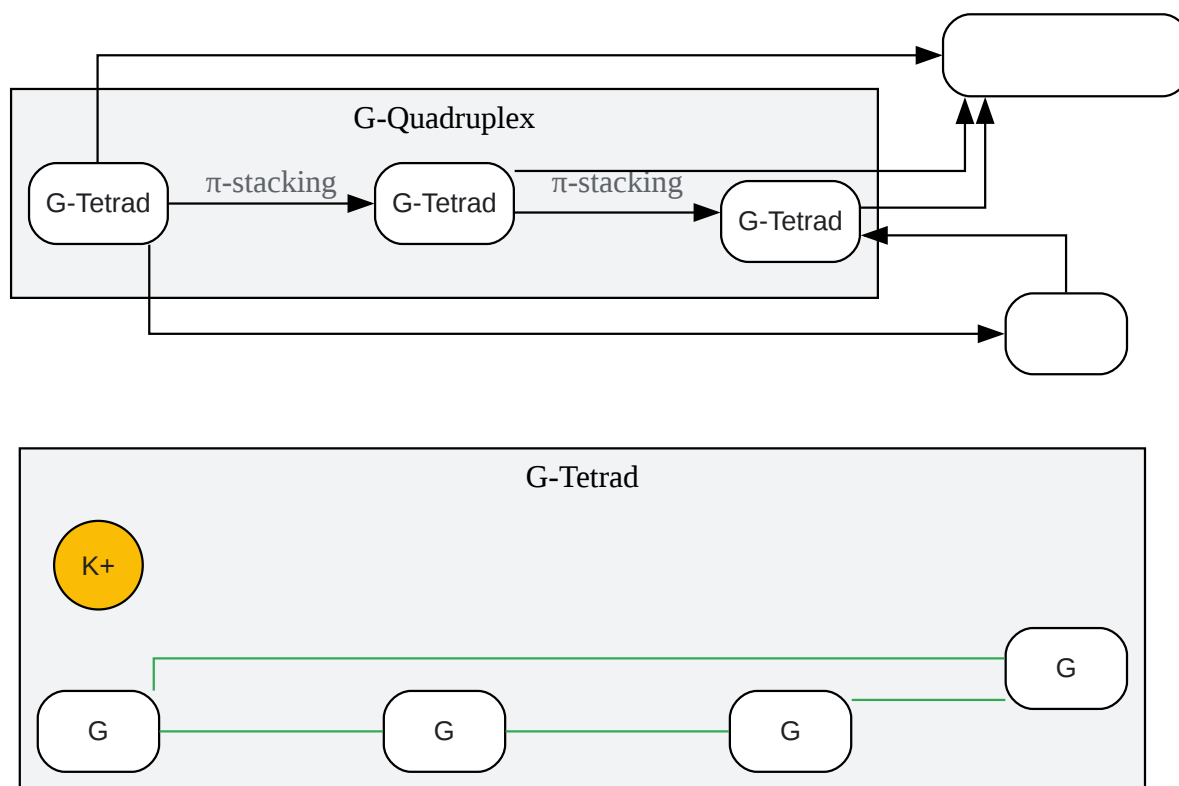 G-Quadruplex
G-Tetrad
π-stacking
G-Tetrad
π-stacking
G-Tetrad
G-Tetrad
K+
G
G
G
G